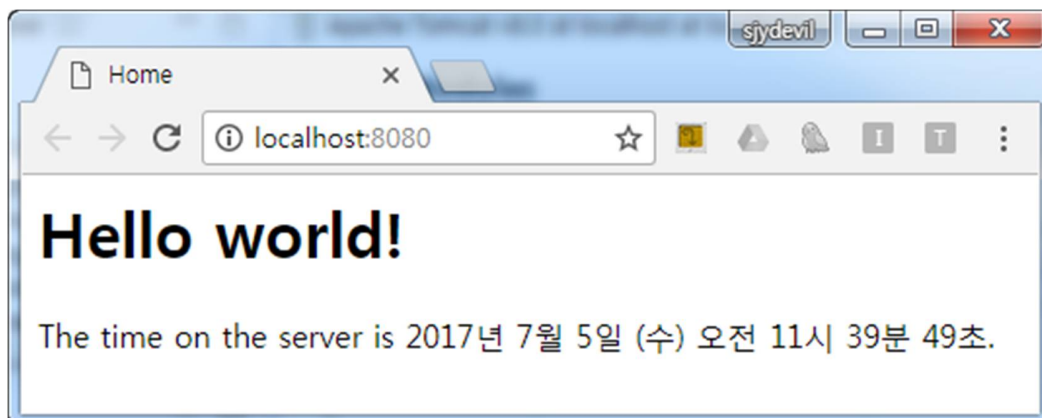 sjydevil
Home
localhost:8080
I T
Hello world!
The time on the server is 2017년 7월 5일 (수) 오전 11시 39분 49초.